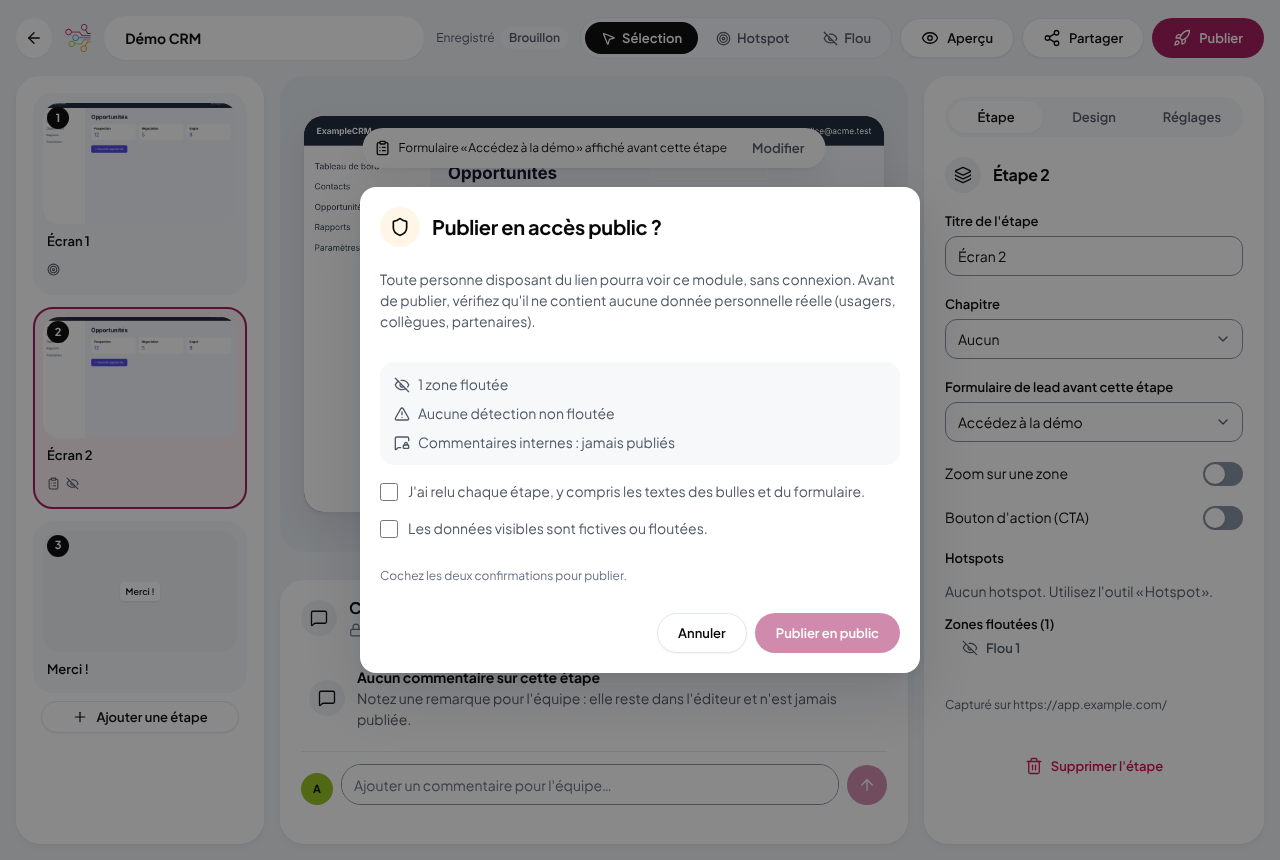 Démo CRM
Enregistré
Brouillon
Sélection
Hotspot
Flou
Aperçu
Partager
Publier
1
Opportunités
Écran 1
2
Opportunités
Écran 2
3
Merci !
Merci !
Ajouter une étape
ExampleCRM
@acme.test
Formulaire « Accédez à la démo » affiché avant cette étape
Modifier
Tableau de bord
Contacts
Rapports
Paramètres
Opportunités
Publier en accès public ?
Toute personne disposant du lien pourra voir ce module, sans connexion. Avant
de publier, vérifiez qu'il ne contient aucune donnée personnelle réelle (usagers,
collègues, partenaires).
1 zone floutée
Aucune détection non floutée
Commentaires internes : jamais publiés
J'ai relu chaque étape, y compris les textes des bulles et du formulaire.
Les données visibles sont fictives ou floutées.
Cochez les deux confirmations pour publier.
Annuler
Publier en public
Aucun commentaire sur cette étape
Notez une remarque pour l'équipe : elle reste dans l'éditeur et n'est jamais
publiée.
A
Ajouter un commentaire pour l'équipe…
Étape
Design
Réglages
Étape 2
Titre de l'étape
Écran 2
Chapitre
Aucun
Formulaire de lead avant cette étape
Accédez à la démo
Zoom sur une zone
Bouton d'action (CTA)
Hotspots
Aucun hotspot. Utilisez l'outil « Hotspot ».
Zones floutées (1)
Flou 1
Capturé sur https://app.example.com/
Supprimer l'étape